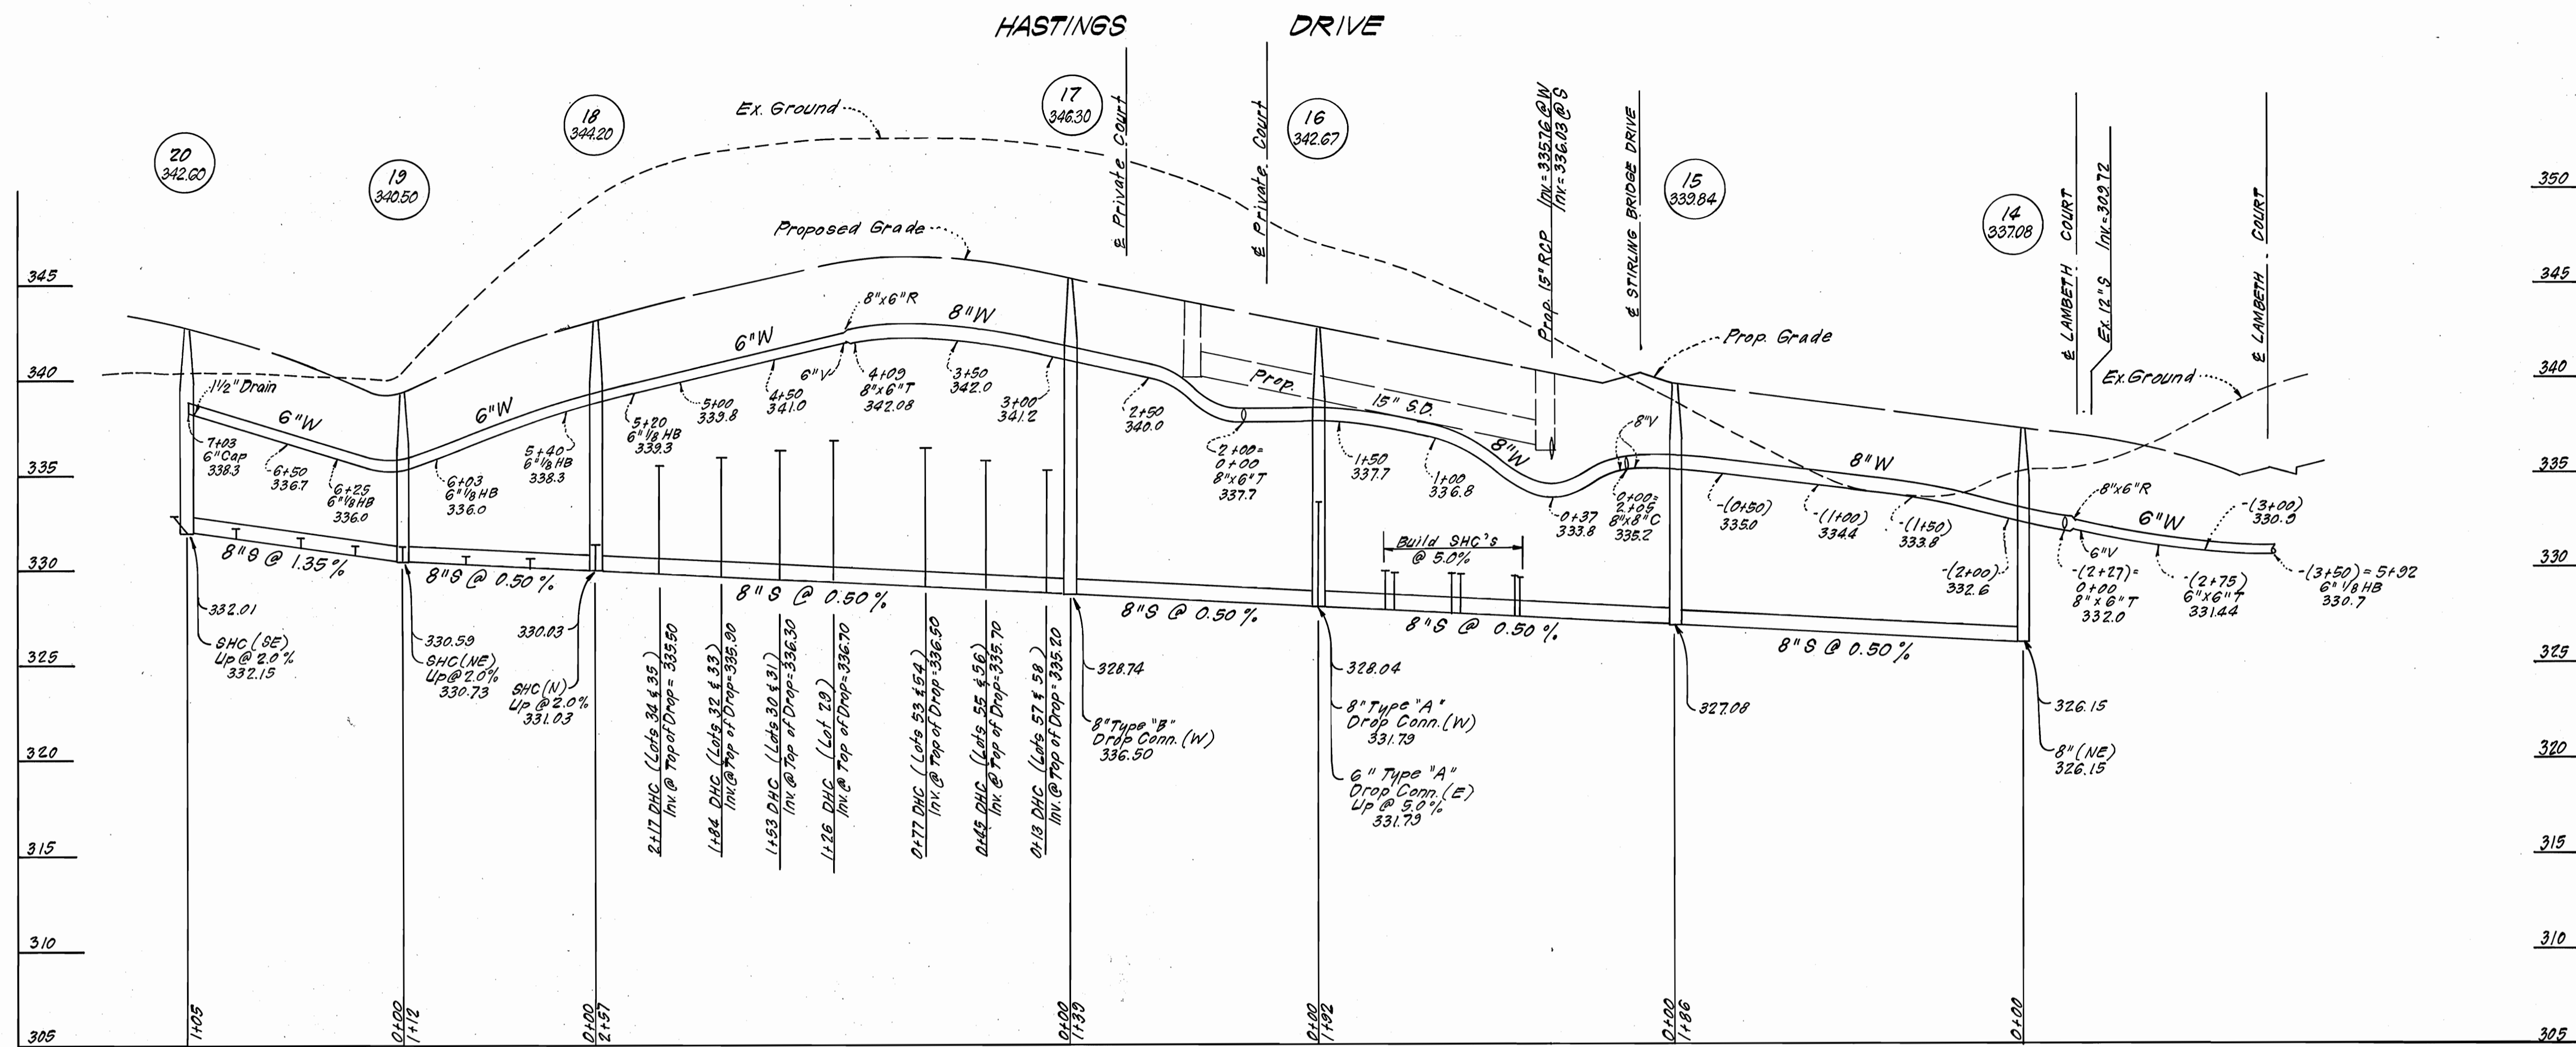 HASTINGS DRIVE
20
342.60
19
340.50
18
344.20
Ex. Ground
17
346.30
℄ Private Court
℄ Private Court
16
342.67
Prop. 15" RCP Inv.=335.76@W
Inv.=336.03@S
℄ STIRLING BRIDGE DRIVE
15
339.84
14
337.08
℄ LAMBETH COURT
Ex. 12"S Inv.=309.72
℄ LAMBETH COURT
350
345
340
335
330
325
320
315
310
305
345
340
335
330
325
320
315
310
305
Proposed Grade
Prop. Grade
Ex. Ground
1½" Drain
6"W
7+03
6" Cap
338.3
6+50
336.7
6+25
6" 1/8 HB
336.0
6"W
6+03
6" 1/8 HB
336.0
5+40
6" 1/8 HB
338.3
5+20
6" 1/8 HB
339.3
5+00
339.8
6"W
4+50
341.0
6"V
8"x6"R
4+09
8"x6"T
342.08
8"W
3+50
342.0
3+00
341.2
2+50
340.0
2+00=
0+00
8"x6"T
337.7
Prop.
15" S.D.
1+50
337.7
1+00
336.8
8"W
0+37
333.8
8"V
0+00=
2+05
8"x8"C
335.2
-(0+50)
335.0
8"W
-(1+00)
334.4
-(1+50)
333.8
-(2+00)
332.6
8"x6"R
6"V
-(2+27)=
0+00
8"x6"T
332.0
6"W
-(2+75)
6"x6"T
331.44
-(3+00)
330.9
-(3+50)=5+92
6" 1/8 HB
330.7
8"S @ 1.35%
8"S @ 0.50%
8"S @ 0.50%
8"S @ 0.50%
Build SHC's
@ 5.0%
8"S @ 0.50%
8"S @ 0.50%
332.01
SHC (SE)
Up @ 2.0%
332.15
330.59
SHC (NE)
Up @ 2.0%
330.73
330.03
SHC (N)
Up @ 2.0%
331.03
2+17 DHC (Lots 34 & 35)
Inv. @ Top of Drop = 335.50
1+84 DHC (Lots 32 & 33)
Inv. @ Top of Drop = 335.90
1+53 DHC (Lots 30 & 31)
Inv. @ Top of Drop = 336.30
1+26 DHC (Lot 29)
Inv. @ Top of Drop = 336.70
0+77 DHC (Lots 53 & 54)
Inv. @ Top of Drop = 336.50
0+45 DHC (Lots 55 & 56)
Inv. @ Top of Drop = 335.70
0+13 DHC (Lots 57 & 58)
Inv. @ Top of Drop = 335.20
328.74
8" Type "B"
Drop Conn. (W)
336.50
328.04
8" Type "A"
Drop Conn. (W)
331.79
6" Type "A"
Drop Conn. (E)
Up @ 5.0%
331.79
327.08
326.15
8" (NE)
326.15
1+05
0+00
1+12
0+00
2+57
0+00
1+39
0+00
1+92
0+00
1+86
0+00